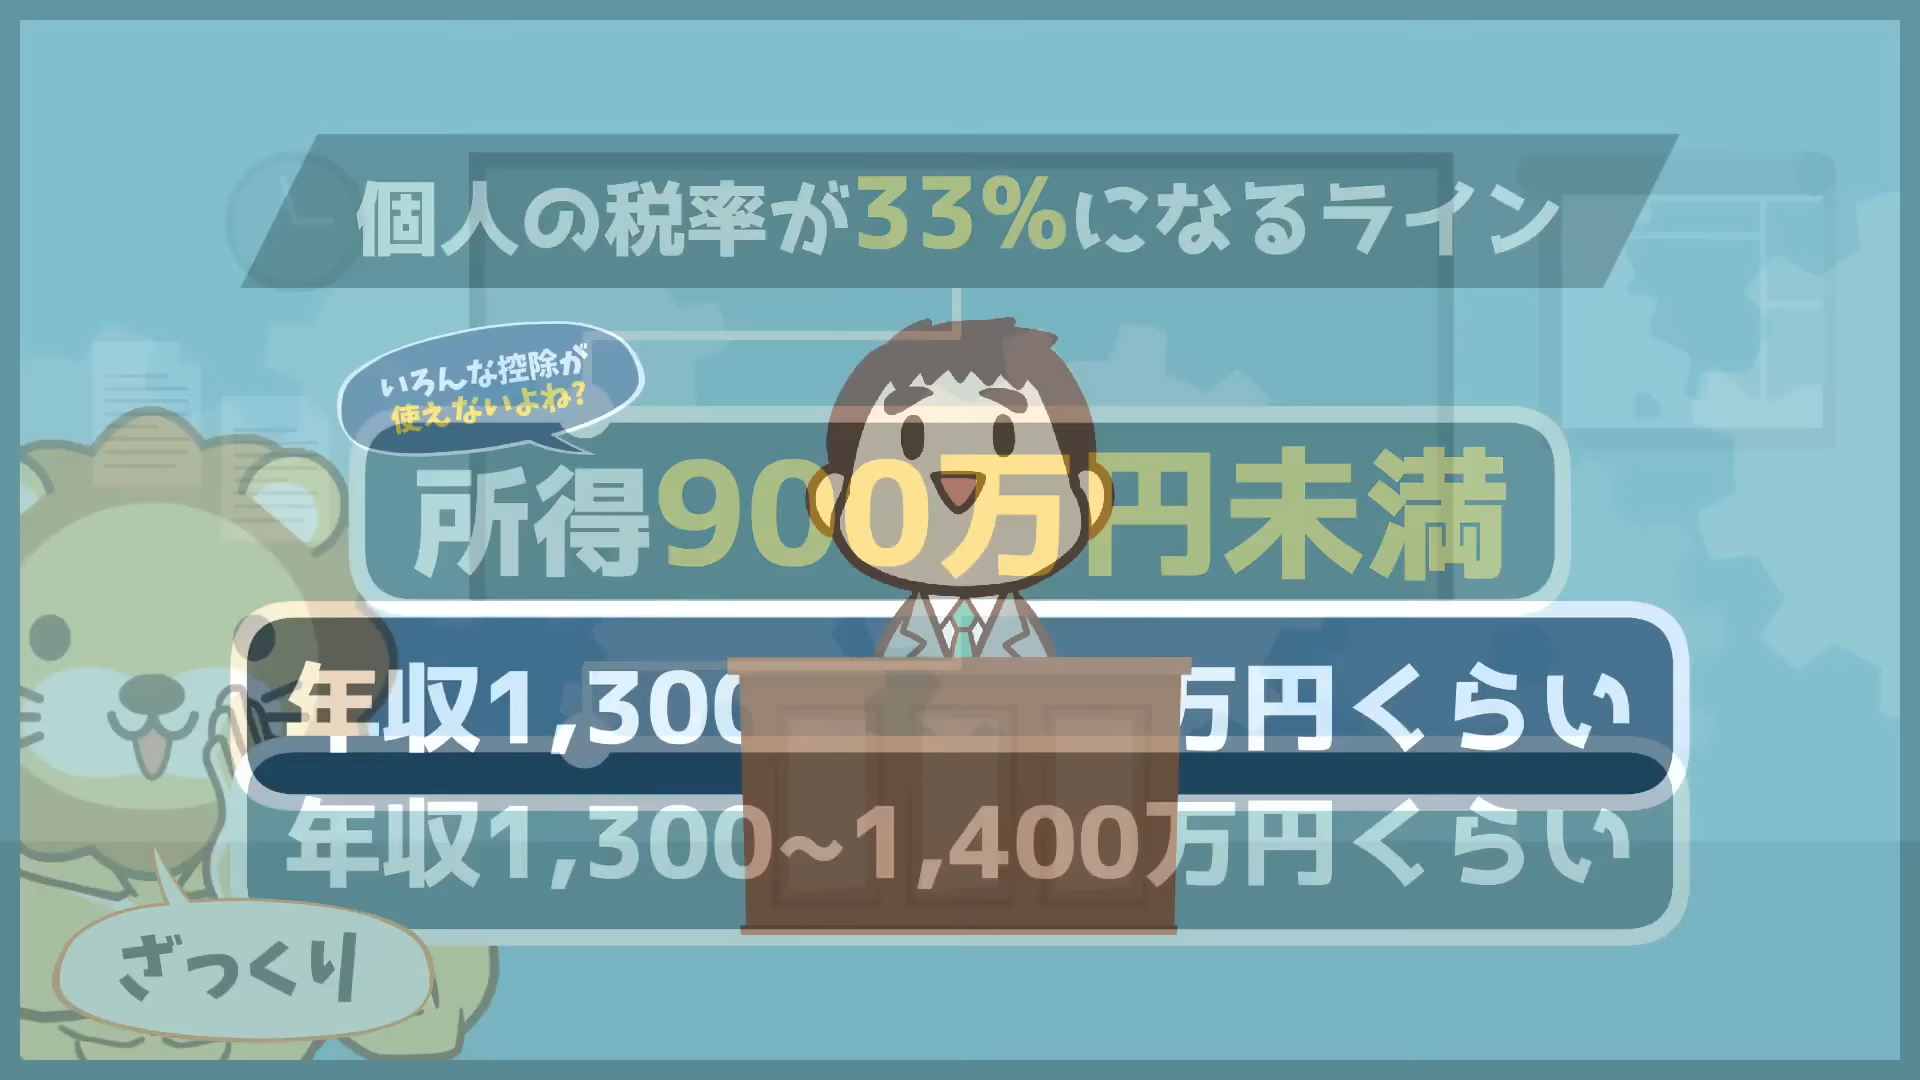 個人の税率が33%になるライン
いろんな控除が
使えないよね?
所得900万円未満
年収1,300万円くらい
年収1,300~1,400万円くらい
ざっくり